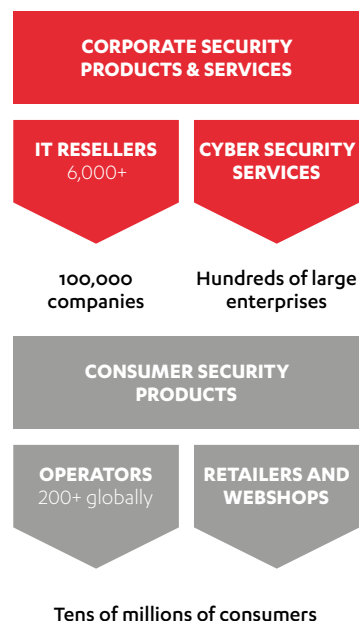 CORPORATE SECURITY
PRODUCTS & SERVICES
IT RESELLERS
6,000+
CYBER SECURITY
SERVICES
100,000
companies
Hundreds of large
enterprises
CONSUMER SECURITY
PRODUCTS
OPERATORS
200+ globally
RETAILERS AND
WEBSHOPS
Tens of millions of consumers